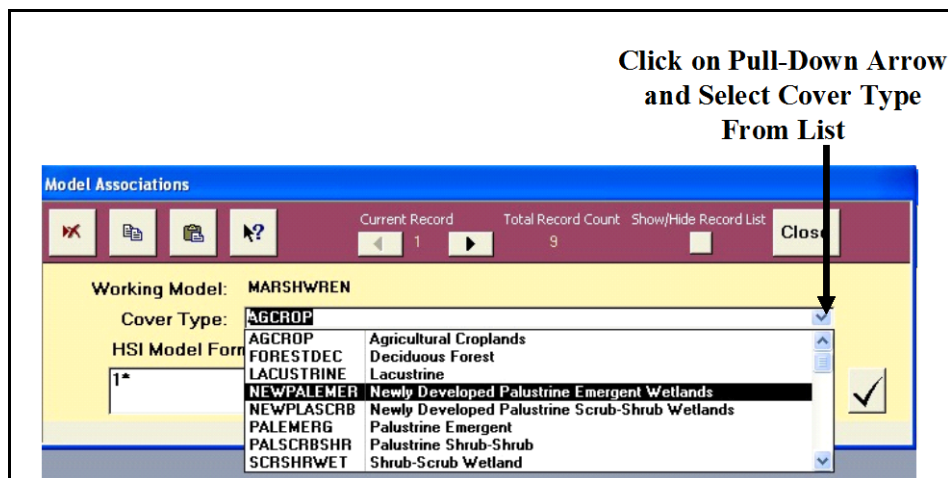 Click on Pull-Down Arrow
and Select Cover Type
From List
Model Associations
Current Record Total Record Count Show/Hide Record List
1 9 Close
Working Model: MARSHWREN
Cover Type: AGCROP
HSI Model Form
AGCROP Agricultural Croplands
FORESTDEC Deciduous Forest
LACUSTRINE Lacustrine
NEWPALEMER Newly Developed Palustrine Emergent Wetlands
NEWPLASCRB Newly Developed Palustrine Scrub-Shrub Wetlands
PALEMERG Palustrine Emergent
PALSCRBSHR Palustrine Shrub-Shrub
SCRSHRWET Shrub-Scrub Wetland
1*